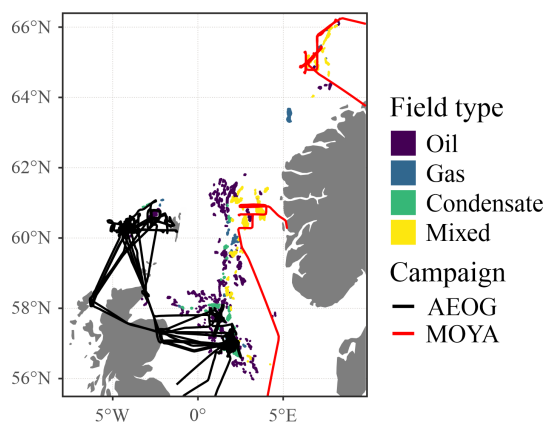 66°N
64°N
62°N
60°N
58°N
56°N
5°W
0°
5°E
Field type
Oil
Gas
Condensate
Mixed
Campaign
AEOG
MOYA